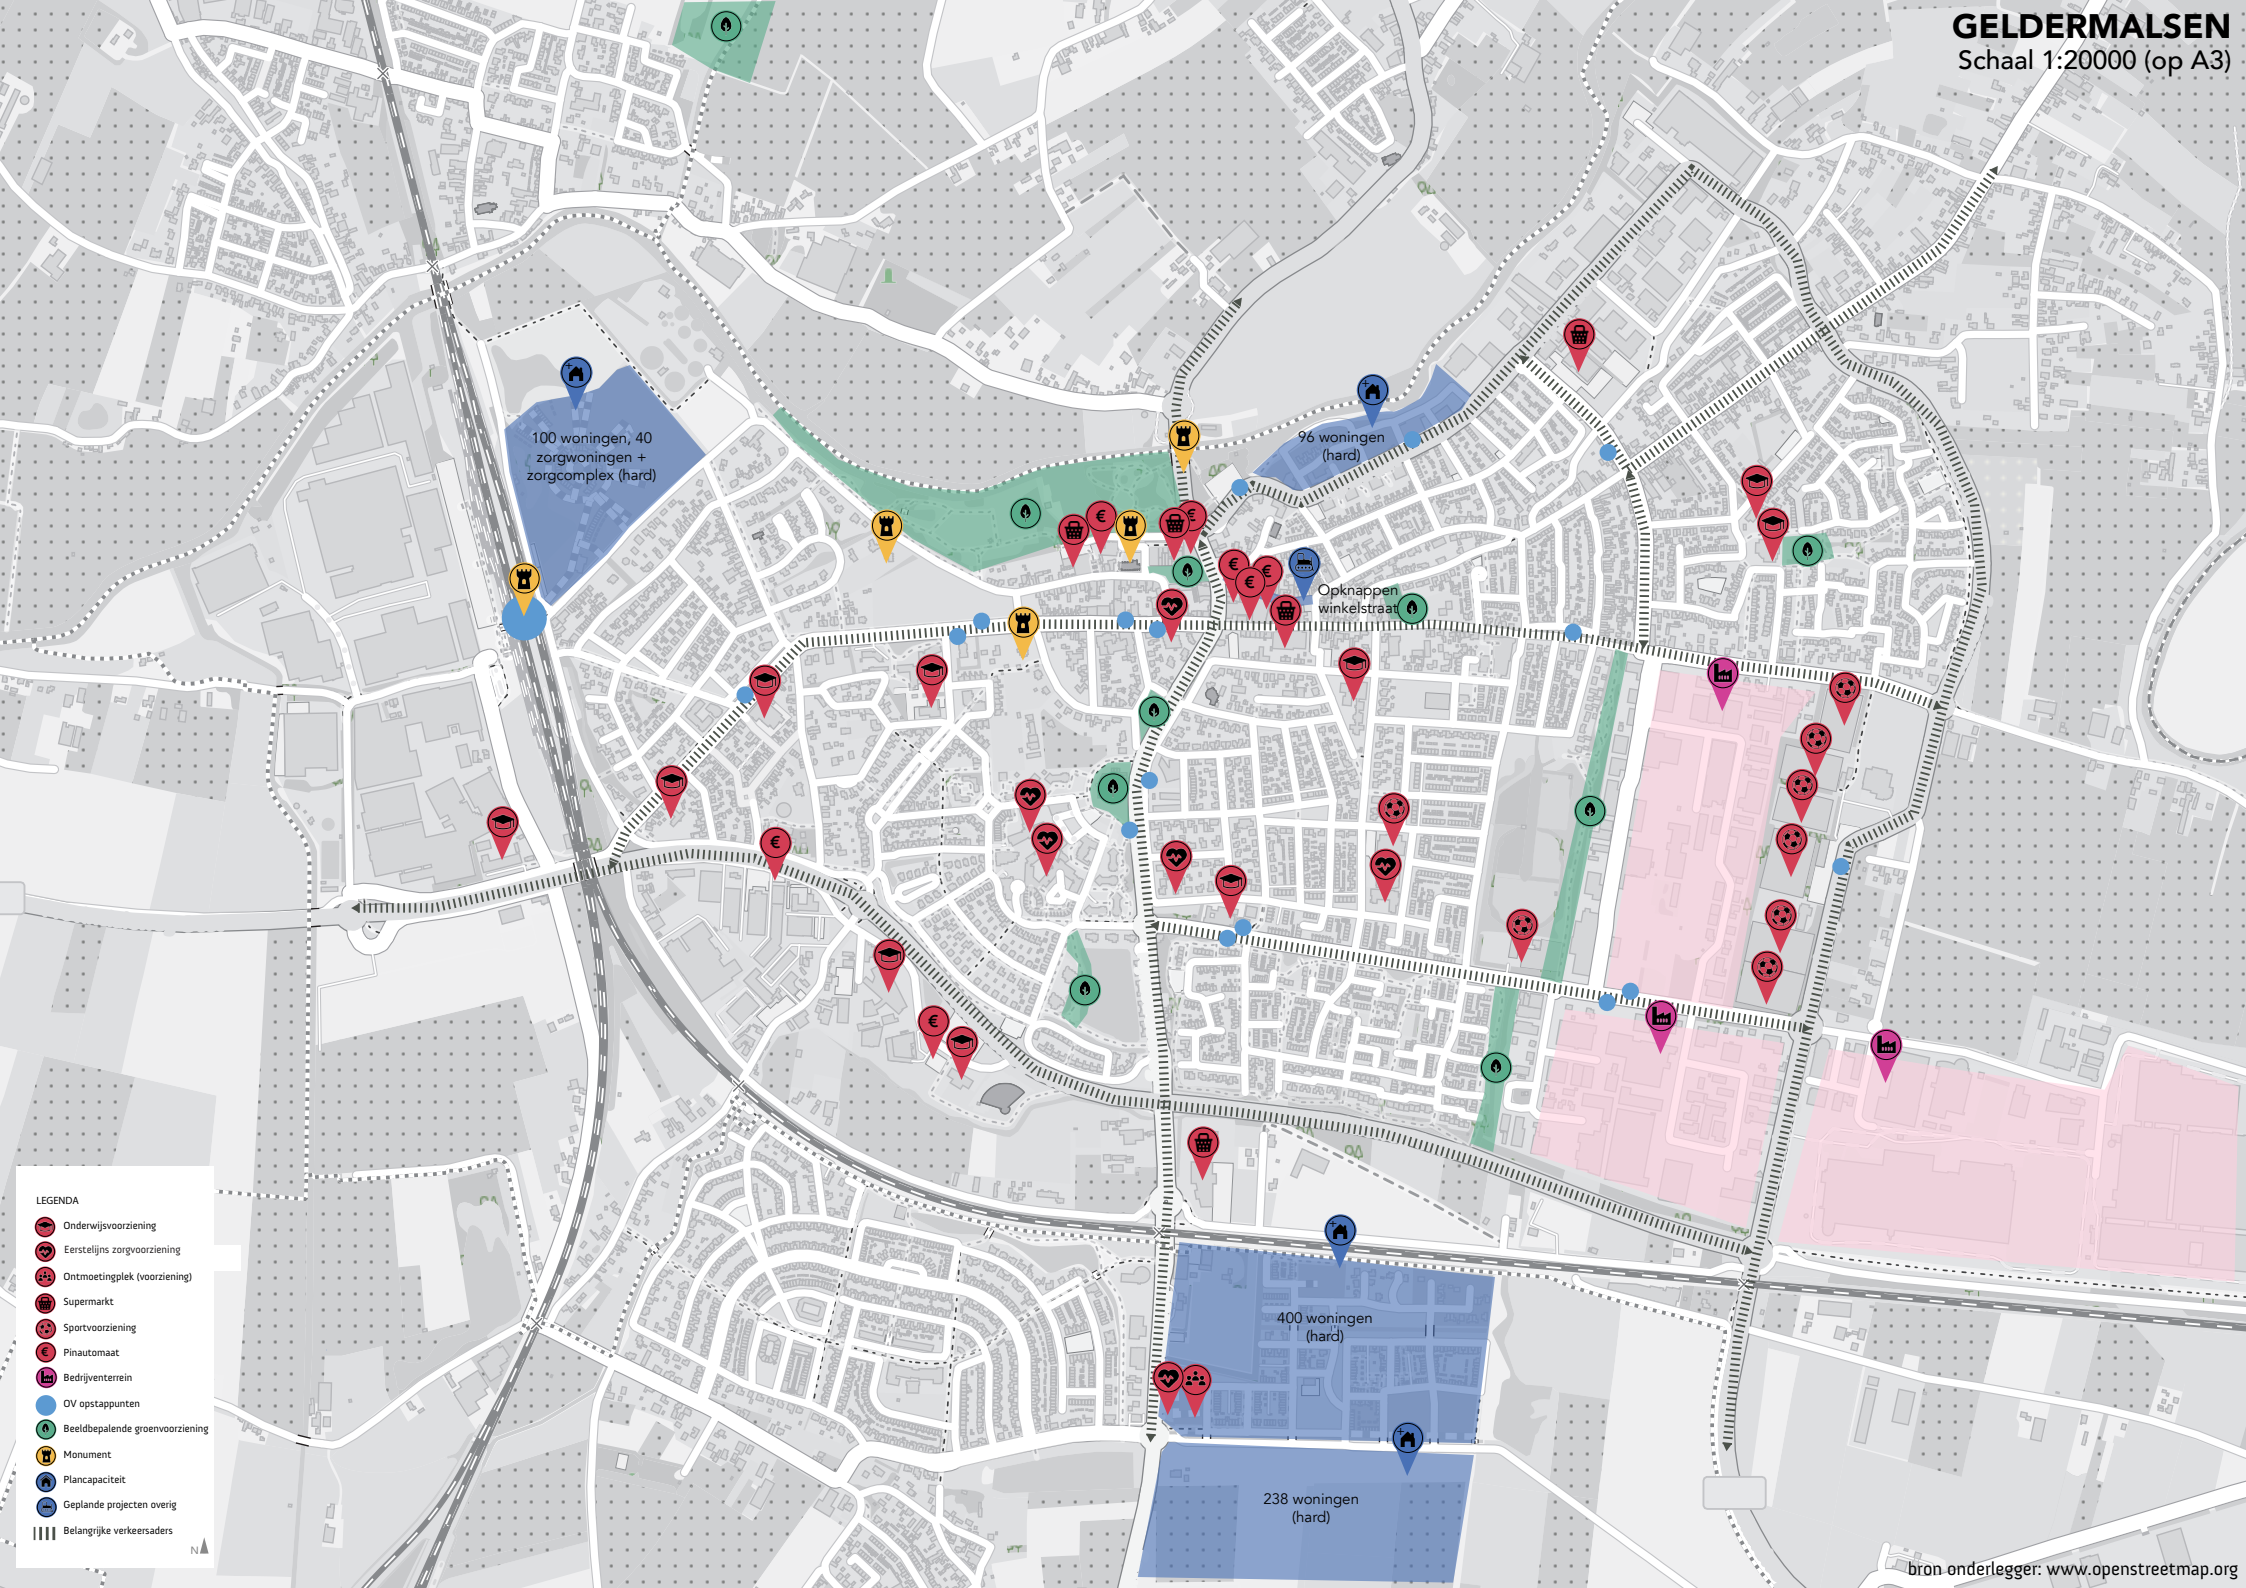 GELDERMALSEN
Schaal 1:20000 (op A3)
100 woningen, 40
zorgwoningen +
zorgcomplex (hard)
96 woningen
(hard)
Opknappen
winkelstraat
400 woningen
(hard)
238 woningen
(hard)
LEGENDA
Onderwijsvoorziening
Eerstelijns zorgvoorziening
Ontmoetingplek (voorziening)
Supermarkt
Sportvoorziening
Pinautomaat
Bedrijventerrein
OV opstappunten
Beeldbepalende groenvoorziening
Monument
Plancapaciteit
Geplande projecten overig
Belangrijke verkeersaders
N
bron onderlegger: www.openstreetmap.org